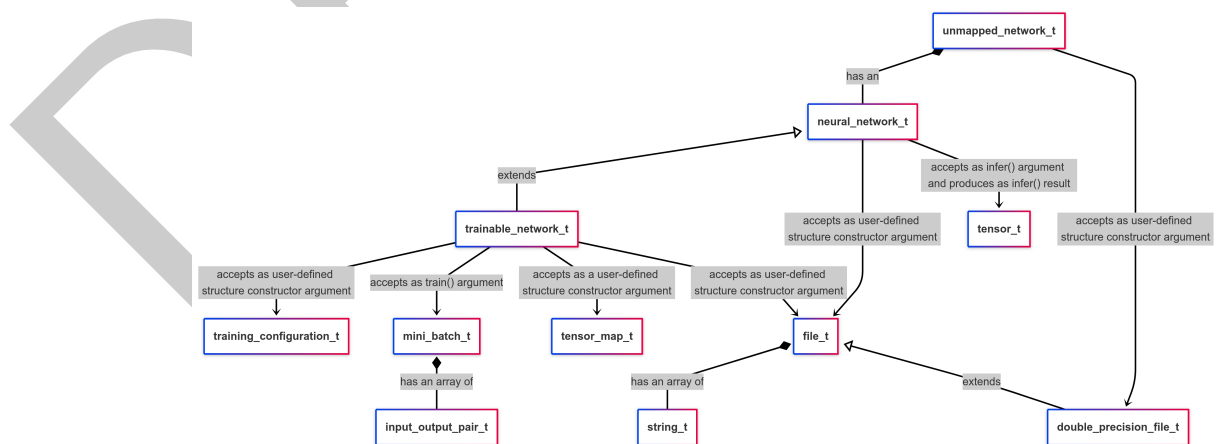 unmapped_network_t
has an
neural_network_t
accepts as infer() argument
and produces as infer() result
extends
trainable_network_t
accepts as user-defined
structure constructor argument
tensor_t
accepts as user-defined
structure constructor argument
accepts as user-defined
structure constructor argument
accepts as train() argument
accepts as a user-defined
structure constructor argument
accepts as user-defined
structure constructor argument
training_configuration_t
mini_batch_t
tensor_map_t
file_t
has an array of
has an array of
extends
input_output_pair_t
string_t
double_precision_file_t